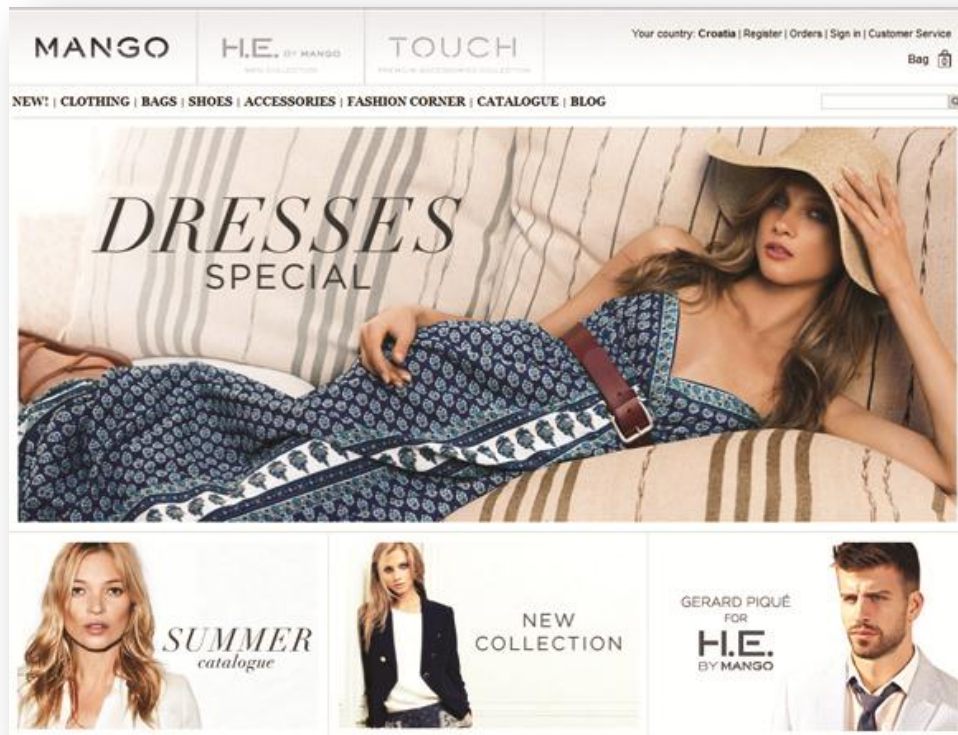 MANGO
H.E. BY MANGO
TOUCH
Your country: Croatia | Register | Orders | Sign in | Customer Service
Bag 0
NEW! | CLOTHING | BAGS | SHOES | ACCESSORIES | FASHION CORNER | CATALOGUE | BLOG
DRESSES
SPECIAL
SUMMER
catalogue
NEW
COLLECTION
GERARD PIQUÉ
FOR
H.E.
BY MANGO